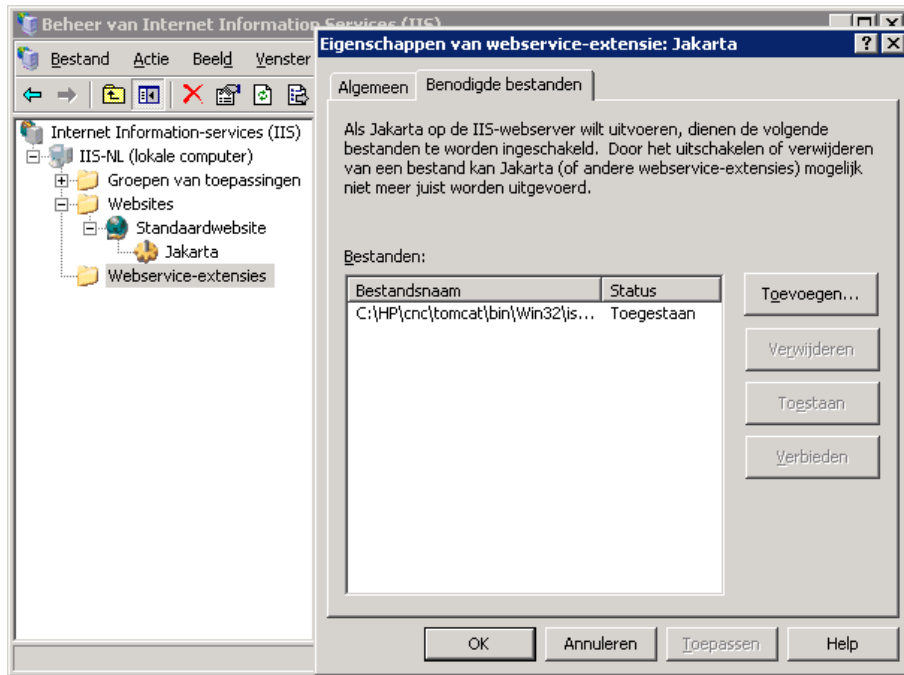 Beheer van Internet Information Services (IIS)
Bestand Actie Beeld Venster
Internet Information-services (IIS)
IIS-NL (lokale computer)
Groepen van toepassingen
Websites
Standaardwebsite
Jakarta
Webservice-extensies
Eigenschappen van webservice-extensie: Jakarta
Algemeen Benodigde bestanden
Als Jakarta op de IIS-webserver wilt uitvoeren, dienen de volgende
bestanden te worden ingeschakeld. Door het uitschakelen of verwijderen
van een bestand kan Jakarta (of andere webservice-extensies) mogelijk
niet meer juist worden uitgevoerd.
Bestanden:
Bestandsnaam Status
C:\HP\cnc\tomcat\bin\Win32\is... Toegestaan
Toevoegen...
Verwijderen
Toestaan
Verbieden
OK Annuleren Toepassen Help